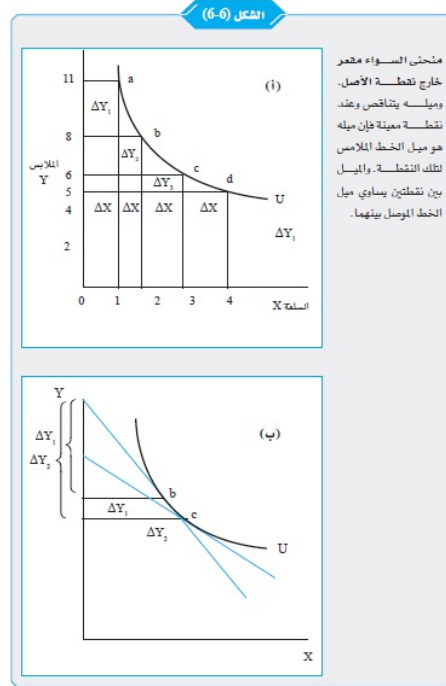 الشكل (6-6)
منحنى السواء مقعر
خارج نقطة الأصل.
وميله يتناقص وعند
نقطة معينة فإن ميله
هو ميل الخط الملامس
لتلك النقطة. والميل
بين نقطتين يساوي ميل
الخط الموصل بينهما.
(أ)
11
a
ΔY₁
8
b
ΔY₂
الملابس
Y
6
c
ΔY₃
d
5
U
4
ΔX ΔX ΔX ΔX
ΔY₁
2
0 1 2 3 4
السلعة X
(ب)
Y
ΔY₁
ΔY₂
b
ΔY₁
c
ΔY₂
U
X